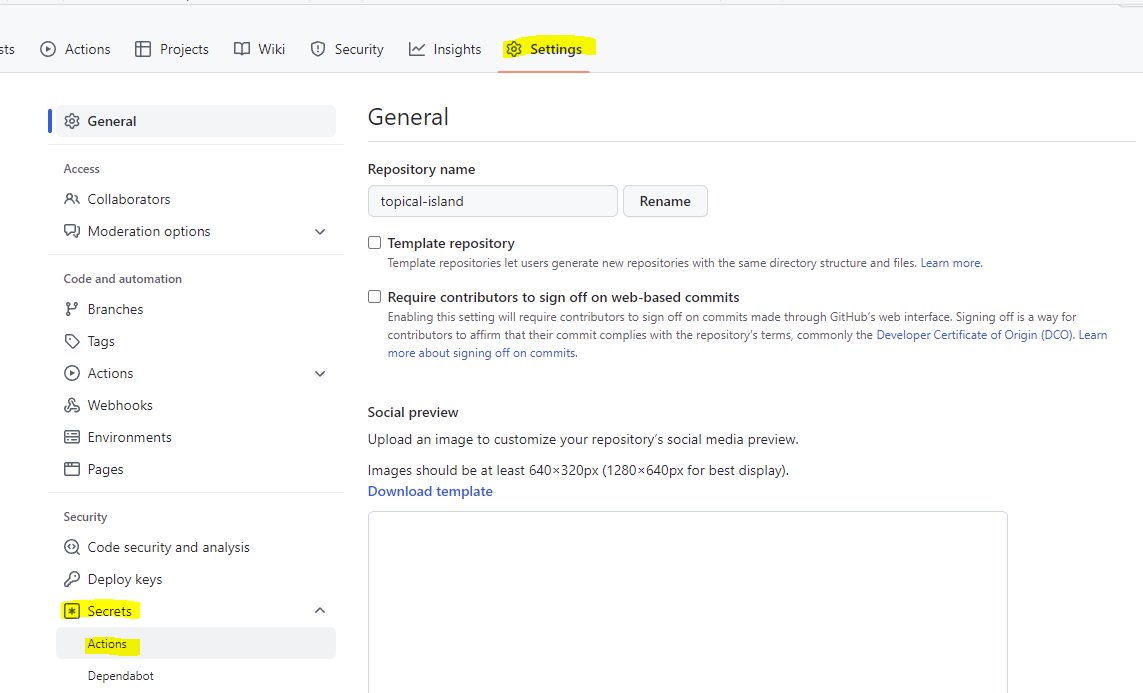 sts Actions Projects Wiki Security Insights Settings
General
Access
Collaborators
Moderation options
Code and automation
Branches
Tags
Actions
Webhooks
Environments
Pages
Security
Code security and analysis
Deploy keys
Secrets
Actions
Dependabot
General
Repository name
topical-island Rename
Template repository
Template repositories let users generate new repositories with the same directory structure and files. Learn more.
Require contributors to sign off on web-based commits
Enabling this setting will require contributors to sign off on commits made through GitHub's web interface. Signing off is a way for
contributors to affirm that their commit complies with the repository's terms, commonly the Developer Certificate of Origin (DCO). Learn
more about signing off on commits.
Social preview
Upload an image to customize your repository's social media preview.
Images should be at least 640×320px (1280×640px for best display).
Download template